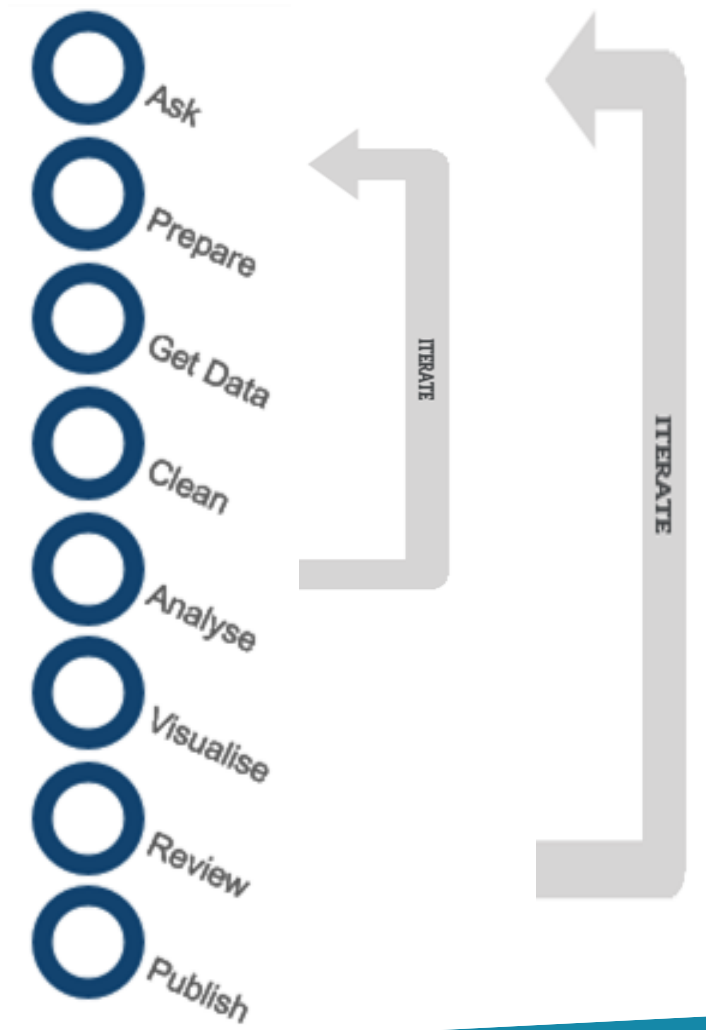 Ask
Prepare
Get Data
ITERATE
ITERATE
Clean
Analyse
Visualise
Review
Publish